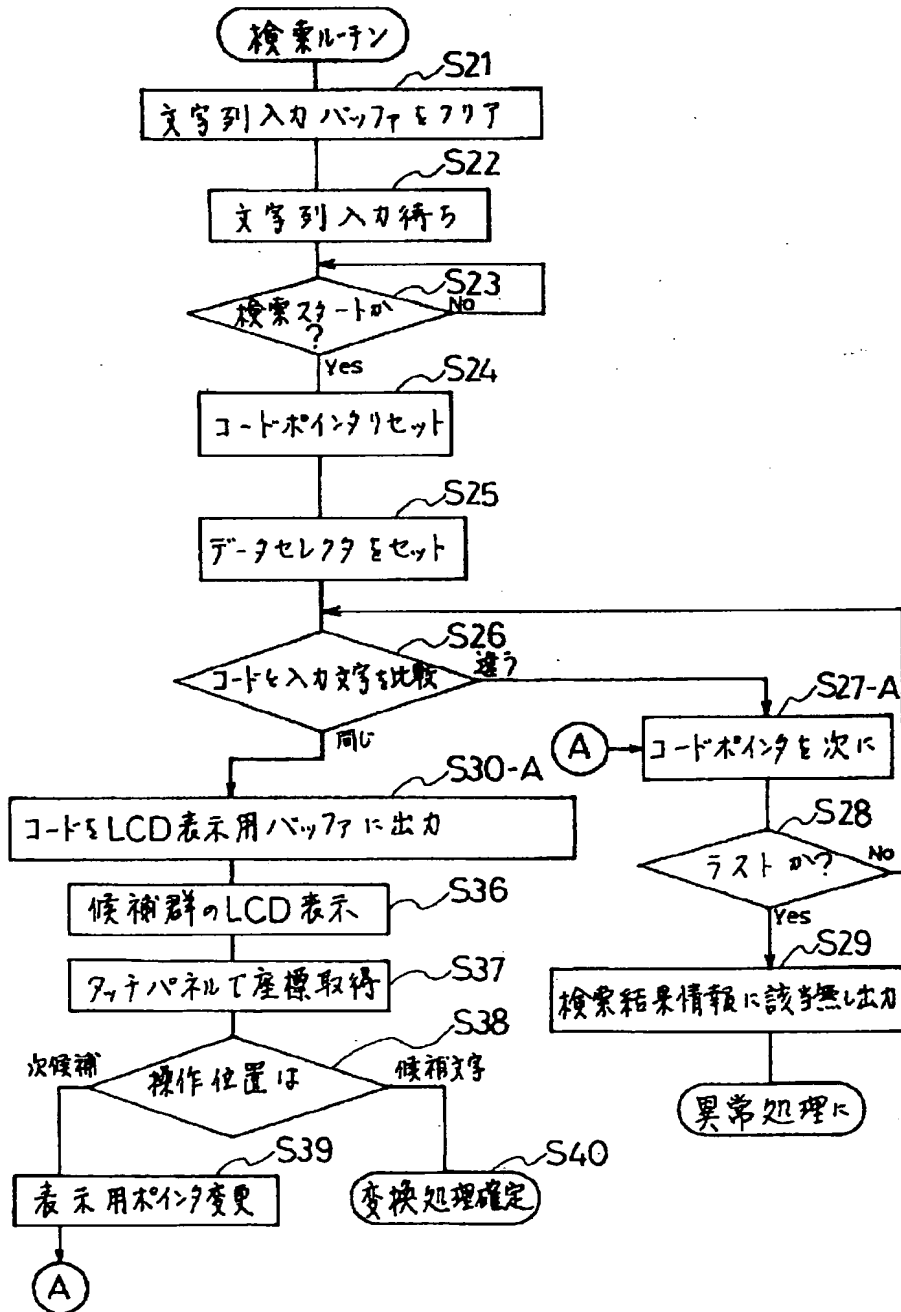 検索ルーチン
S21
文字列入力バッファをクリア
S22
文字列入力待ち
S23
検索スタートか
?
No
Yes
S24
コードポインタリセット
S25
データセレクタをセット
S26
コードと入力文字を比較
違う
同じ
S27-A
A
コードポインタを次に
S30-A
コードをLCD表示用バッファに出力
S28
ラストか?
No
Yes
候補群のLCD表示
S36
S29
タッチパネルで座標取得
S37
検索結果情報に該当無し出力
S38
次候補
操作位置は
候補文字
異常処理に
S39
表示用ポインタ変更
S40
変換処理確定
A